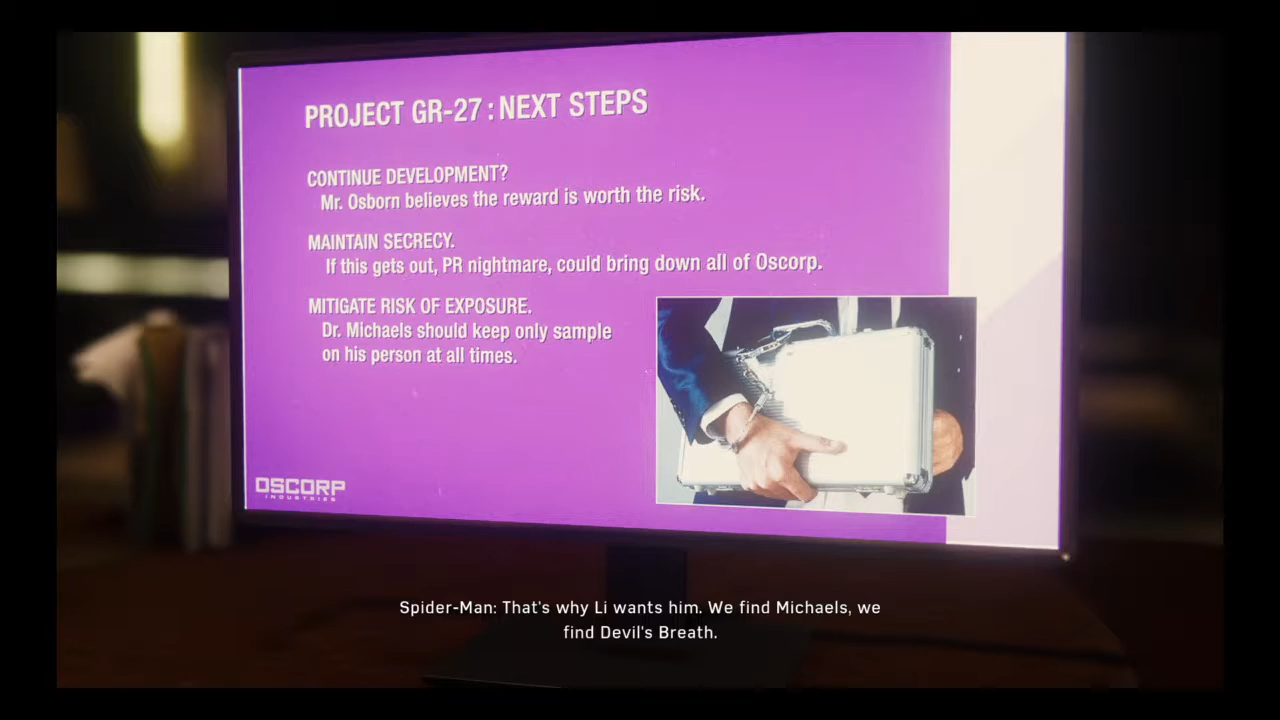 PROJECT GR-27 : NEXT STEPS
CONTINUE DEVELOPMENT?
Mr. Osborn believes the reward is worth the risk.
MAINTAIN SECRECY.
If this gets out, PR nightmare, could bring down all of Oscorp.
MITIGATE RISK OF EXPOSURE.
Dr. Michaels should keep only sample
on his person at all times.
OSCORP
INDUSTRIES
Spider-Man: That's why Li wants him. We find Michaels, we
find Devil's Breath.